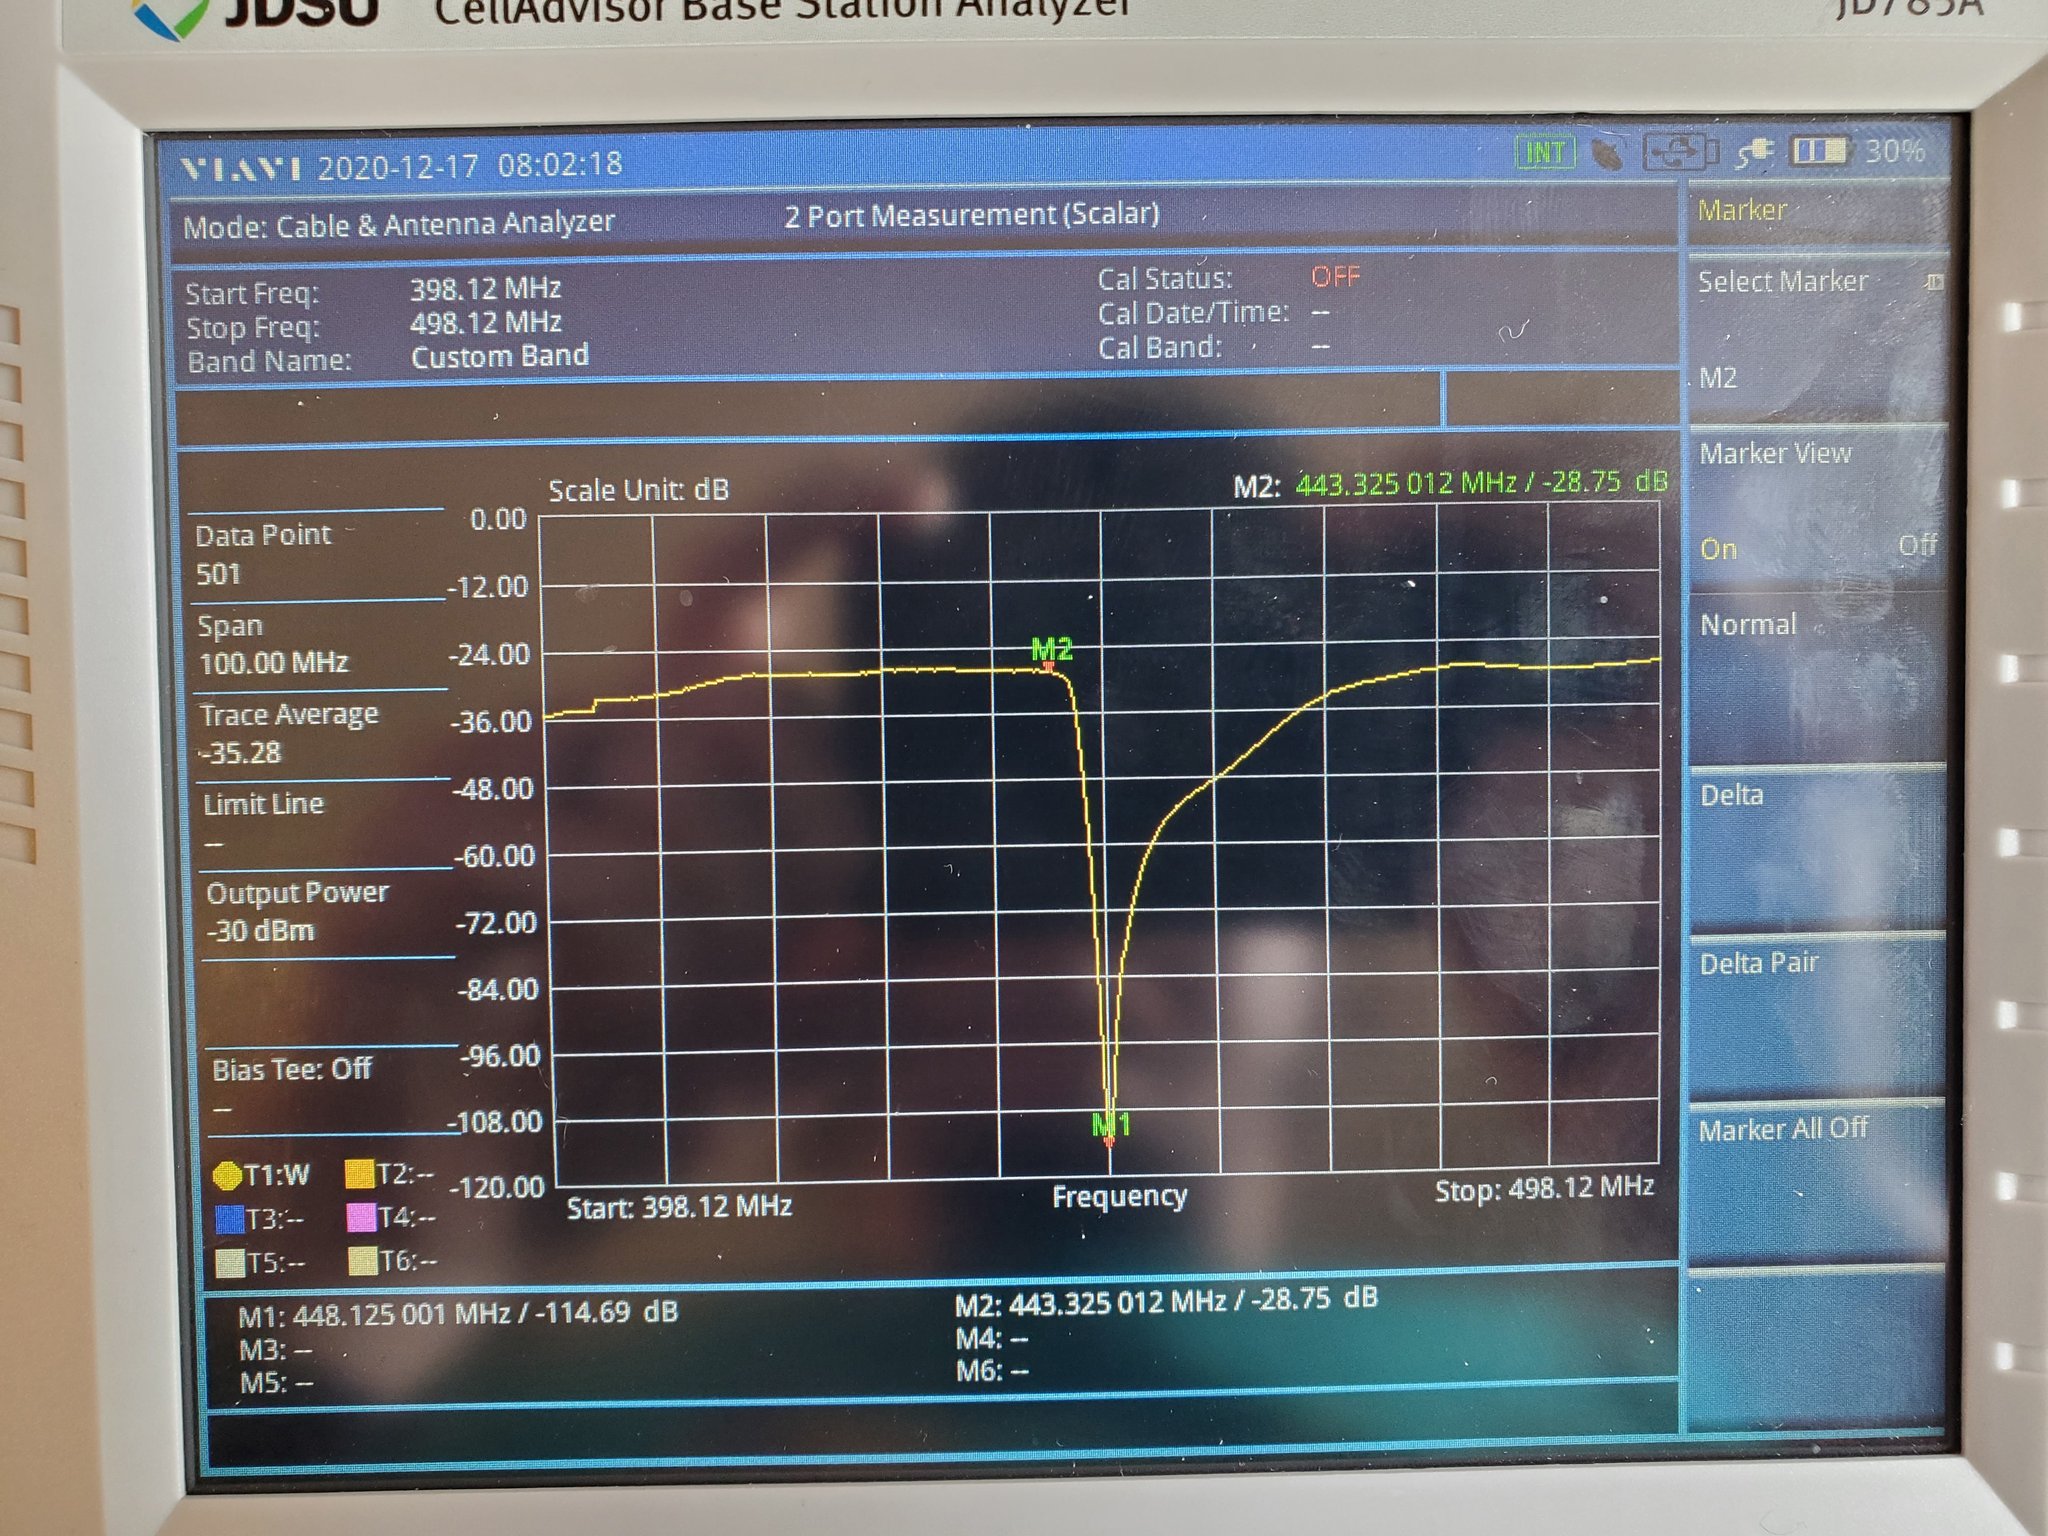 JDSU CellAdvisor Base Station Analyzer JD785A
VIAVI 2020-12-17 08:02:18 INT 30%
Mode: Cable & Antenna Analyzer 2 Port Measurement (Scalar)
Start Freq: 398.12 MHz Cal Status: OFF
Stop Freq: 498.12 MHz Cal Date/Time: --
Band Name: Custom Band Cal Band: --
Scale Unit: dB M2: 443.325 012 MHz / -28.75 dB
Data Point
501
Span
100.00 MHz
Trace Average
-35.28
Limit Line
--
Output Power
-30 dBm
Bias Tee: Off
--
T1:W T2:--
T3:-- T4:--
T5:-- T6:--
0.00
-12.00
-24.00
-36.00
-48.00
-60.00
-72.00
-84.00
-96.00
-108.00
-120.00
M2
M1
Start: 398.12 MHz Frequency Stop: 498.12 MHz
M1: 448.125 001 MHz / -114.69 dB M2: 443.325 012 MHz / -28.75 dB
M3: -- M4: --
M5: -- M6: --
Marker
Select Marker
M2
Marker View
On Off
Normal
Delta
Delta Pair
Marker All Off